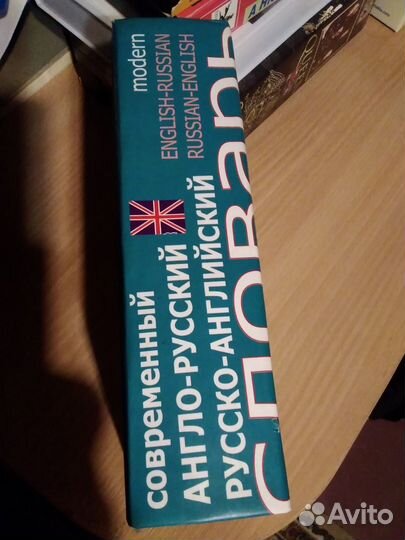 современный
АНГЛО-РУССКИЙ
РУССКО-АНГЛИЙСКИЙ
словарь
modern
ENGLISH-RUSSIAN
RUSSIAN-ENGLISH
Avito